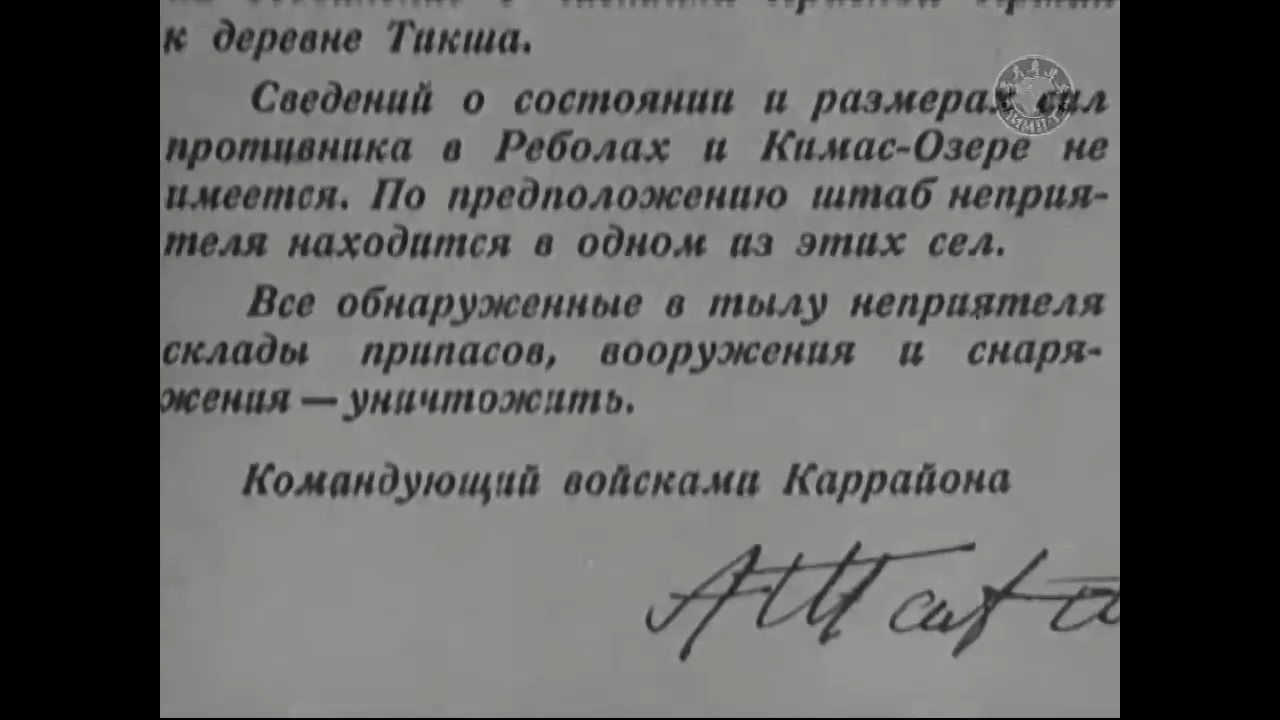 к деревне Тикша.
Сведений о состоянии и размерах сил
противника в Реболах и Кимас-Озере не
имеется. По предположению штаб неприя-
теля находится в одном из этих сел.
Все обнаруженные в тылу неприятеля
склады припасов, вооружения и снаря-
жения — уничтожить.
Командующий войсками Каррайона